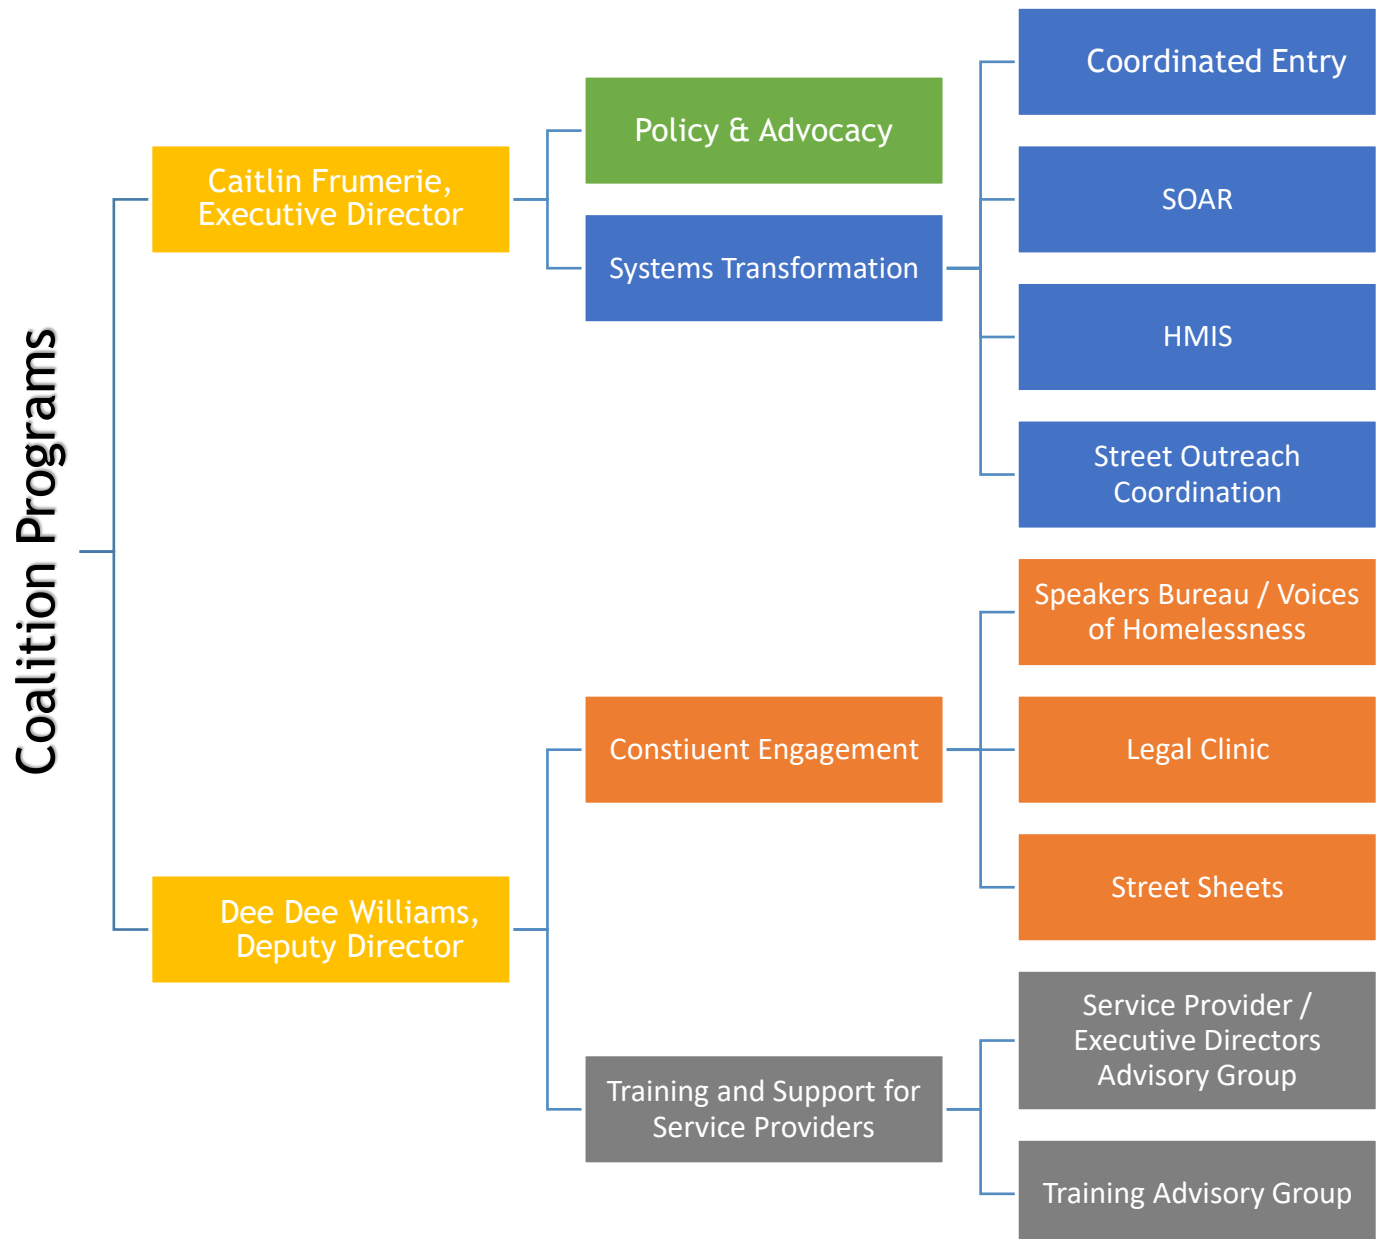 Coalition Programs
Caitlin Frumerie,
Executive Director
Policy & Advocacy
Systems Transformation
Coordinated Entry
SOAR
HMIS
Street Outreach
Coordination
Dee Dee Williams,
Deputy Director
Constiuent Engagement
Speakers Bureau / Voices
of Homelessness
Legal Clinic
Street Sheets
Training and Support for
Service Providers
Service Provider /
Executive Directors
Advisory Group
Training Advisory Group